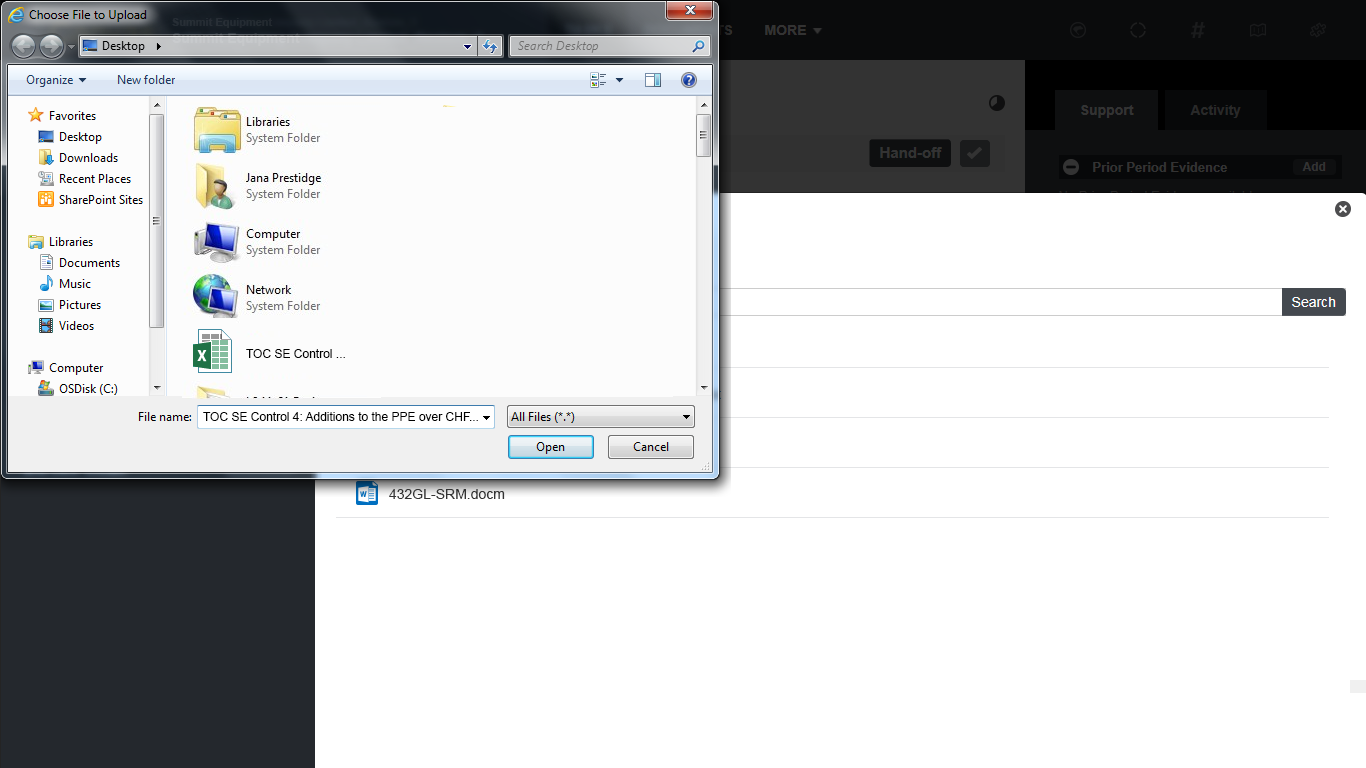 Choose File to Upload
Summit Equipment
Summit Equipment
Desktop
Search Desktop
MORE
Organize
New folder
Favorites
Desktop
Downloads
Recent Places
SharePoint Sites
Libraries
Documents
Music
Pictures
Videos
Computer
OSDisk (C:)
Libraries
System Folder
Jana Prestidge
System Folder
Computer
System Folder
Network
System Folder
TOC SE Control ...
File name:
TOC SE Control 4: Additions to the PPE over CHF...
All Files (*.*)
Open
Cancel
Support
Activity
Hand-off
Prior Period Evidence
Add
Search
432GL-SRM.docm